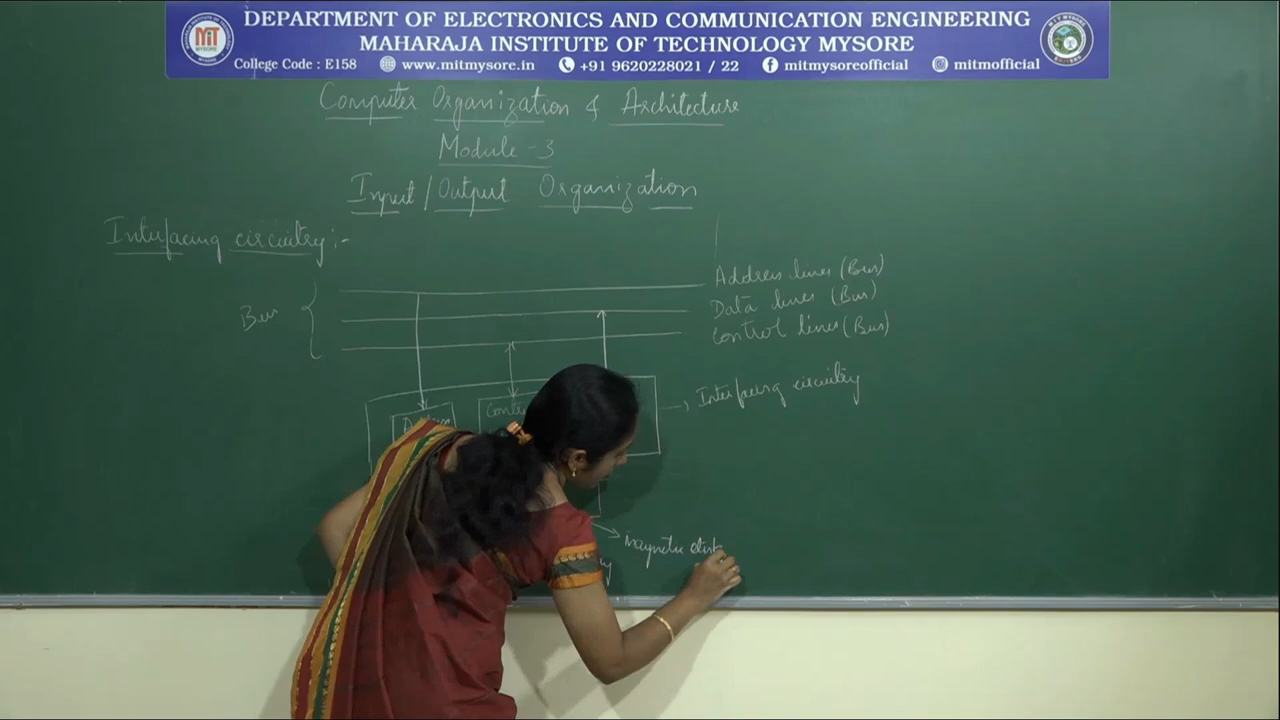 DEPARTMENT OF ELECTRONICS AND COMMUNICATION ENGINEERING
MAHARAJA INSTITUTE OF TECHNOLOGY MYSORE
MIT
MYSORE
College Code : E158 www.mitmysore.in +91 9620228021 / 22 mitmysoreofficial mitmofficial
Computer Organization & Architecture
Module - 3
Input / Output Organization
Interfacing circuitry :-
Bus
Address lines (Bus)
Data lines (Bus)
Control lines (Bus)
Interfacing circuitry
Magnetic